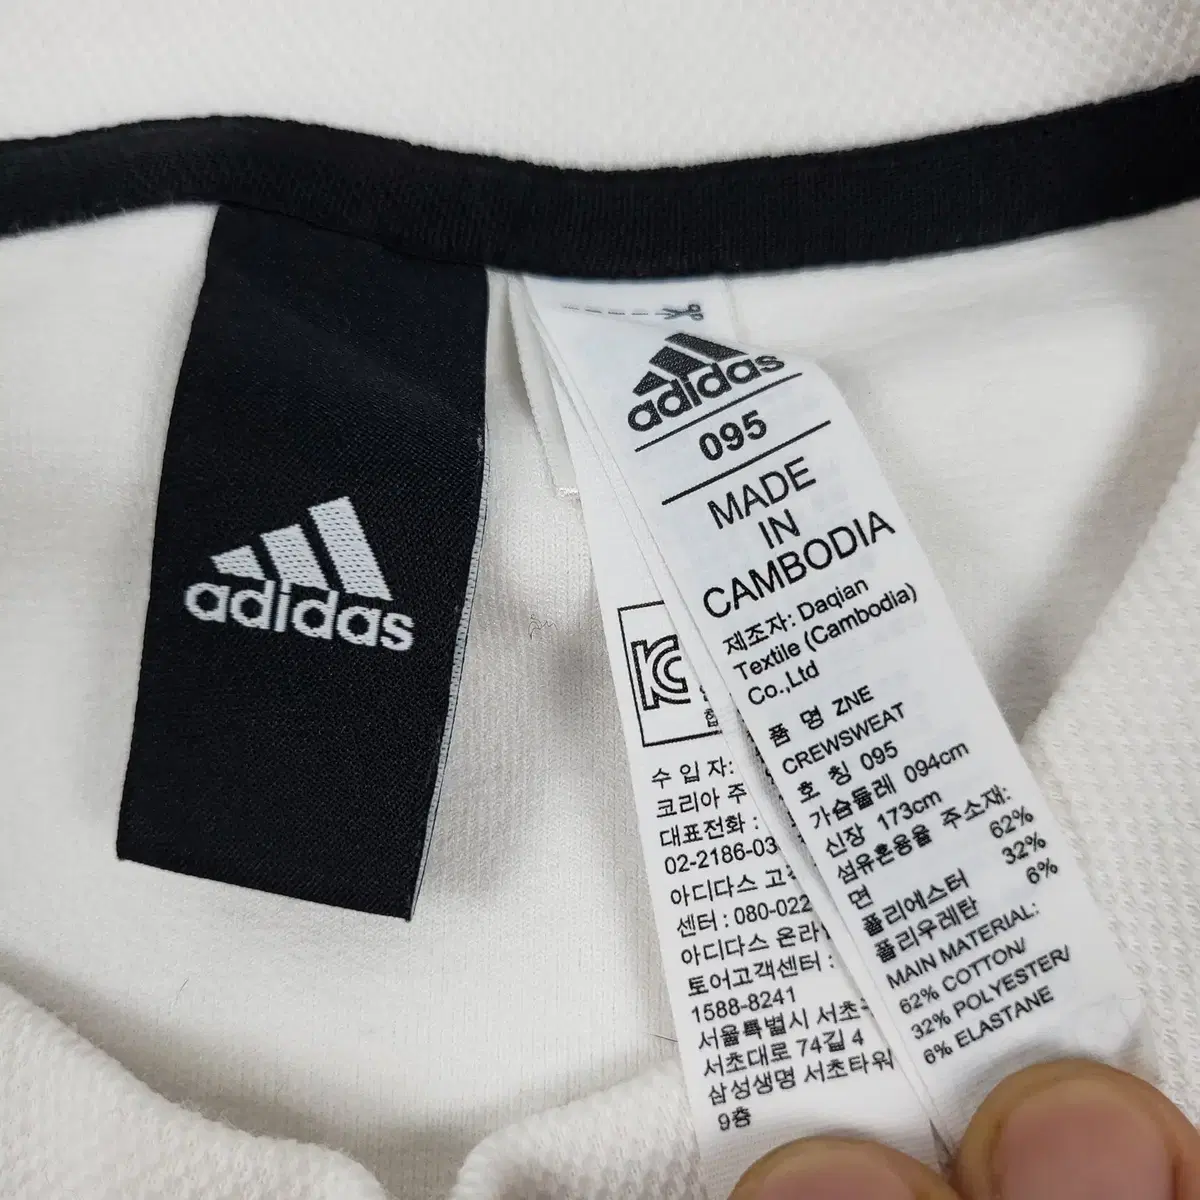 adidas
adidas
095
MADE
IN
CAMBODIA
제조자: Daqian
Textile (Cambodia)
Co.,Ltd
품 명 ZNE
CREWSWEAT
호 칭 095
가슴둘레 094cm
신장 173cm
섬유혼용율 주소재:
면 62%
폴리에스터 32%
폴리우레탄 6%
MAIN MATERIAL:
62% COTTON/
32% POLYESTER/
6% ELASTANE
수 입 자:
코리아 주
대표전화 :
02-2186-03
아디다스 고객
센터 : 080-022
아디다스 온라인
토어고객센터 :
1588-8241
서울특별시 서초구
서초대로 74길 4
삼성생명 서초타워
9층